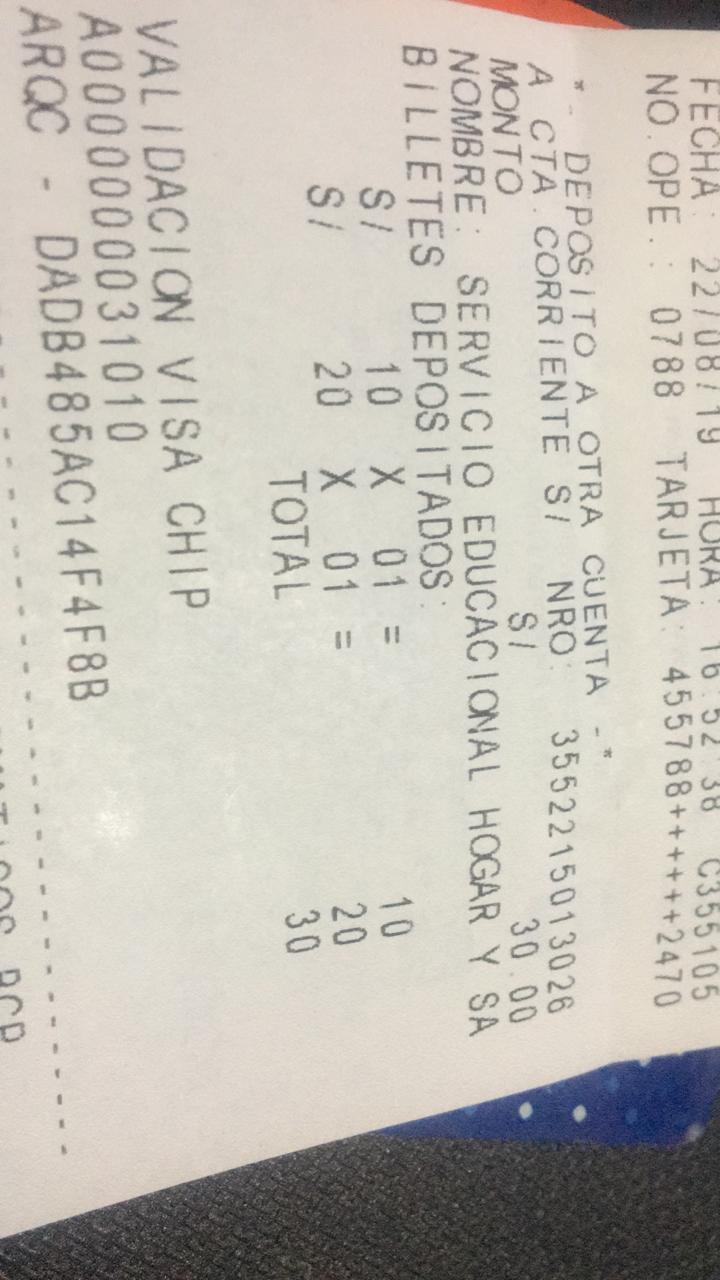 FECHA: 22/08/19 HORA: 16:52:38 C355105
NO.OPE.: 0788 TARJETA: 455788++++++2470
*- DEPOSITO A OTRA CUENTA -*
A CTA.CORRIENTE S/ NRO: 3552215013026
MONTO S/ 30.00
NOMBRE: SERVICIO EDUCACIONAL HOGAR Y SA
BILLETES DEPOSITADOS:
S/ 10 X 01 = 10
S/ 20 X 01 = 20
TOTAL 30
VALIDACION VISA CHIP
A0000000031010
ARQC - DADB485AC14F4F8B
BCP